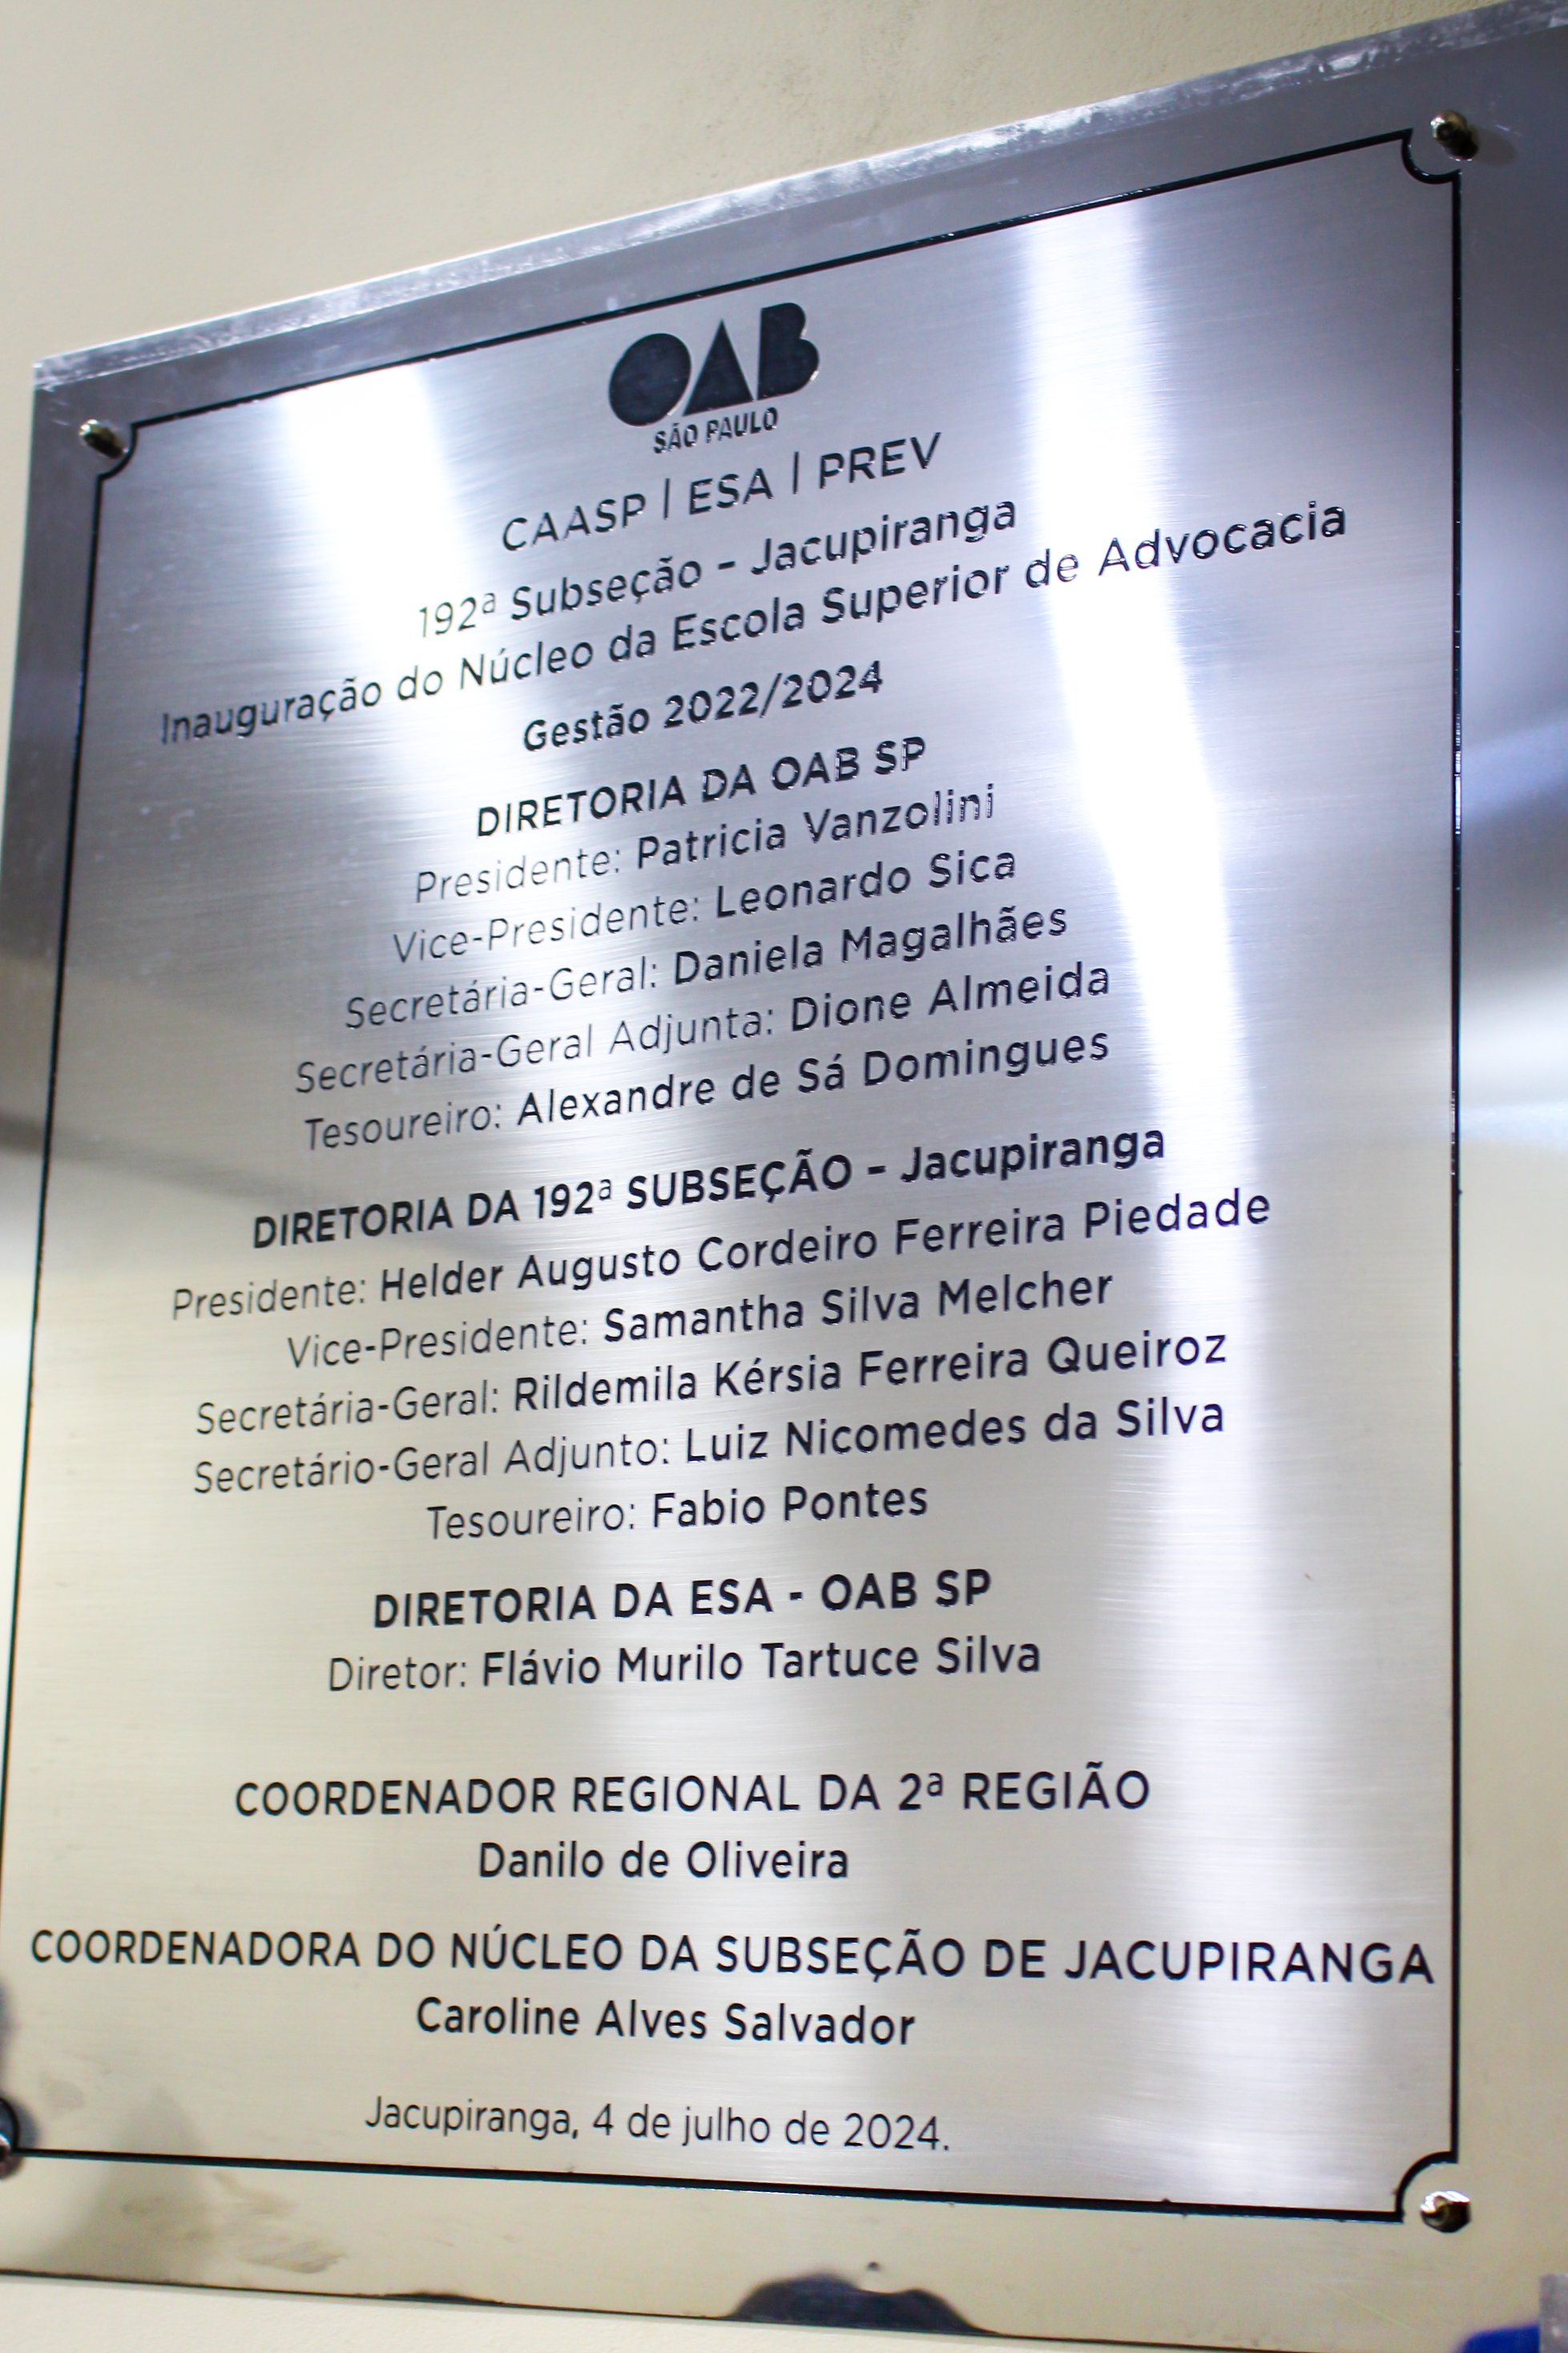 OAB
SÃO PAULO
CAASP | ESA | PREV
192ª Subseção – Jacupiranga
Inauguração do Núcleo da Escola Superior de Advocacia
Gestão 2022/2024
DIRETORIA DA OAB SP
Presidente: Patricia Vanzolini
Vice-Presidente: Leonardo Sica
Secretária-Geral: Daniela Magalhães
Secretária-Geral Adjunta: Dione Almeida
Tesoureiro: Alexandre de Sá Domingues
DIRETORIA DA 192ª SUBSEÇÃO – Jacupiranga
Presidente: Helder Augusto Cordeiro Ferreira Piedade
Vice-Presidente: Samantha Silva Melcher
Secretária-Geral: Rildemila Kérsia Ferreira Queiroz
Secretário-Geral Adjunto: Luiz Nicomedes da Silva
Tesoureiro: Fabio Pontes
DIRETORIA DA ESA - OAB SP
Diretor: Flávio Murilo Tartuce Silva
COORDENADOR REGIONAL DA 2ª REGIÃO
Danilo de Oliveira
COORDENADORA DO NÚCLEO DA SUBSEÇÃO DE JACUPIRANGA
Caroline Alves Salvador
Jacupiranga, 4 de julho de 2024.